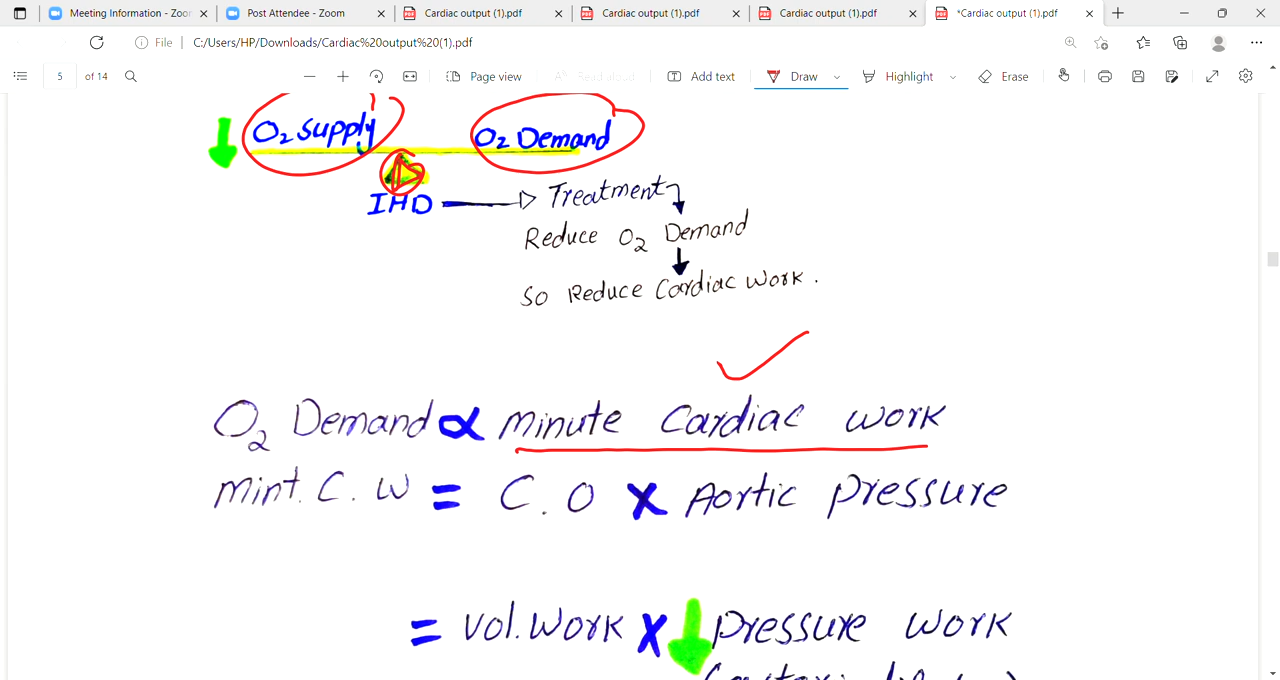 Meeting Information - Zoom
Post Attendee - Zoom
Cardiac output (1).pdf
Cardiac output (1).pdf
Cardiac output (1).pdf
*Cardiac output (1).pdf
File
C:/Users/HP/Downloads/Cardiac%20output%20(1).pdf
5 of 14
Page view
Read aloud
Add text
Draw
Highlight
Erase
O2 Supply O2 Demand
IHD Treatment
Reduce O2 Demand
So Reduce Cardiac Work.
O2 Demand ∝ minute Cardiac work
mint. C. W = C. O X Aortic pressure
= vol. Work X pressure work